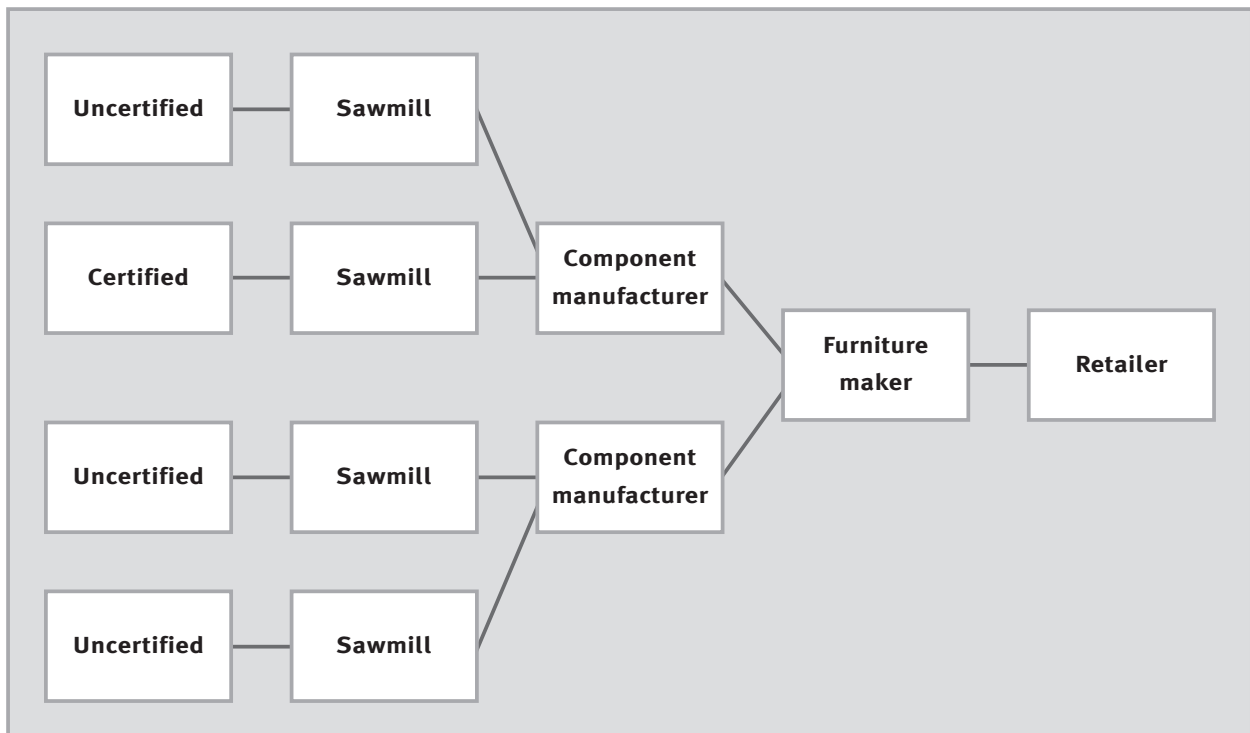 Uncertified
Sawmill
Certified
Sawmill
Component
manufacturer
Furniture
maker
Retailer
Uncertified
Sawmill
Component
manufacturer
Uncertified
Sawmill